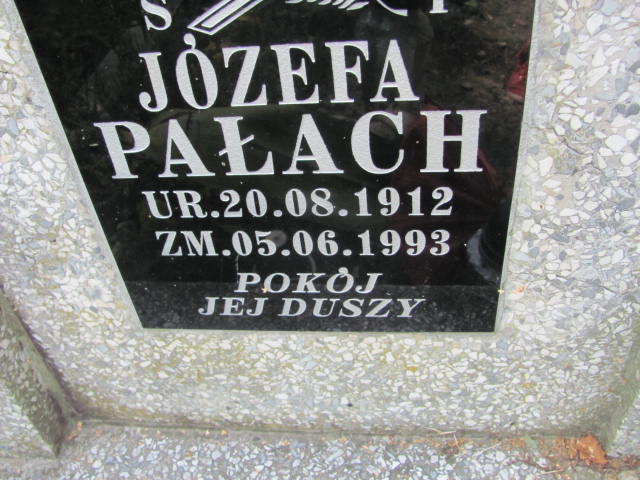 Ś P
JÓZEFA
PAŁACH
UR.20.08.1912
ZM.05.06.1993
POKÓJ
JEJ DUSZY